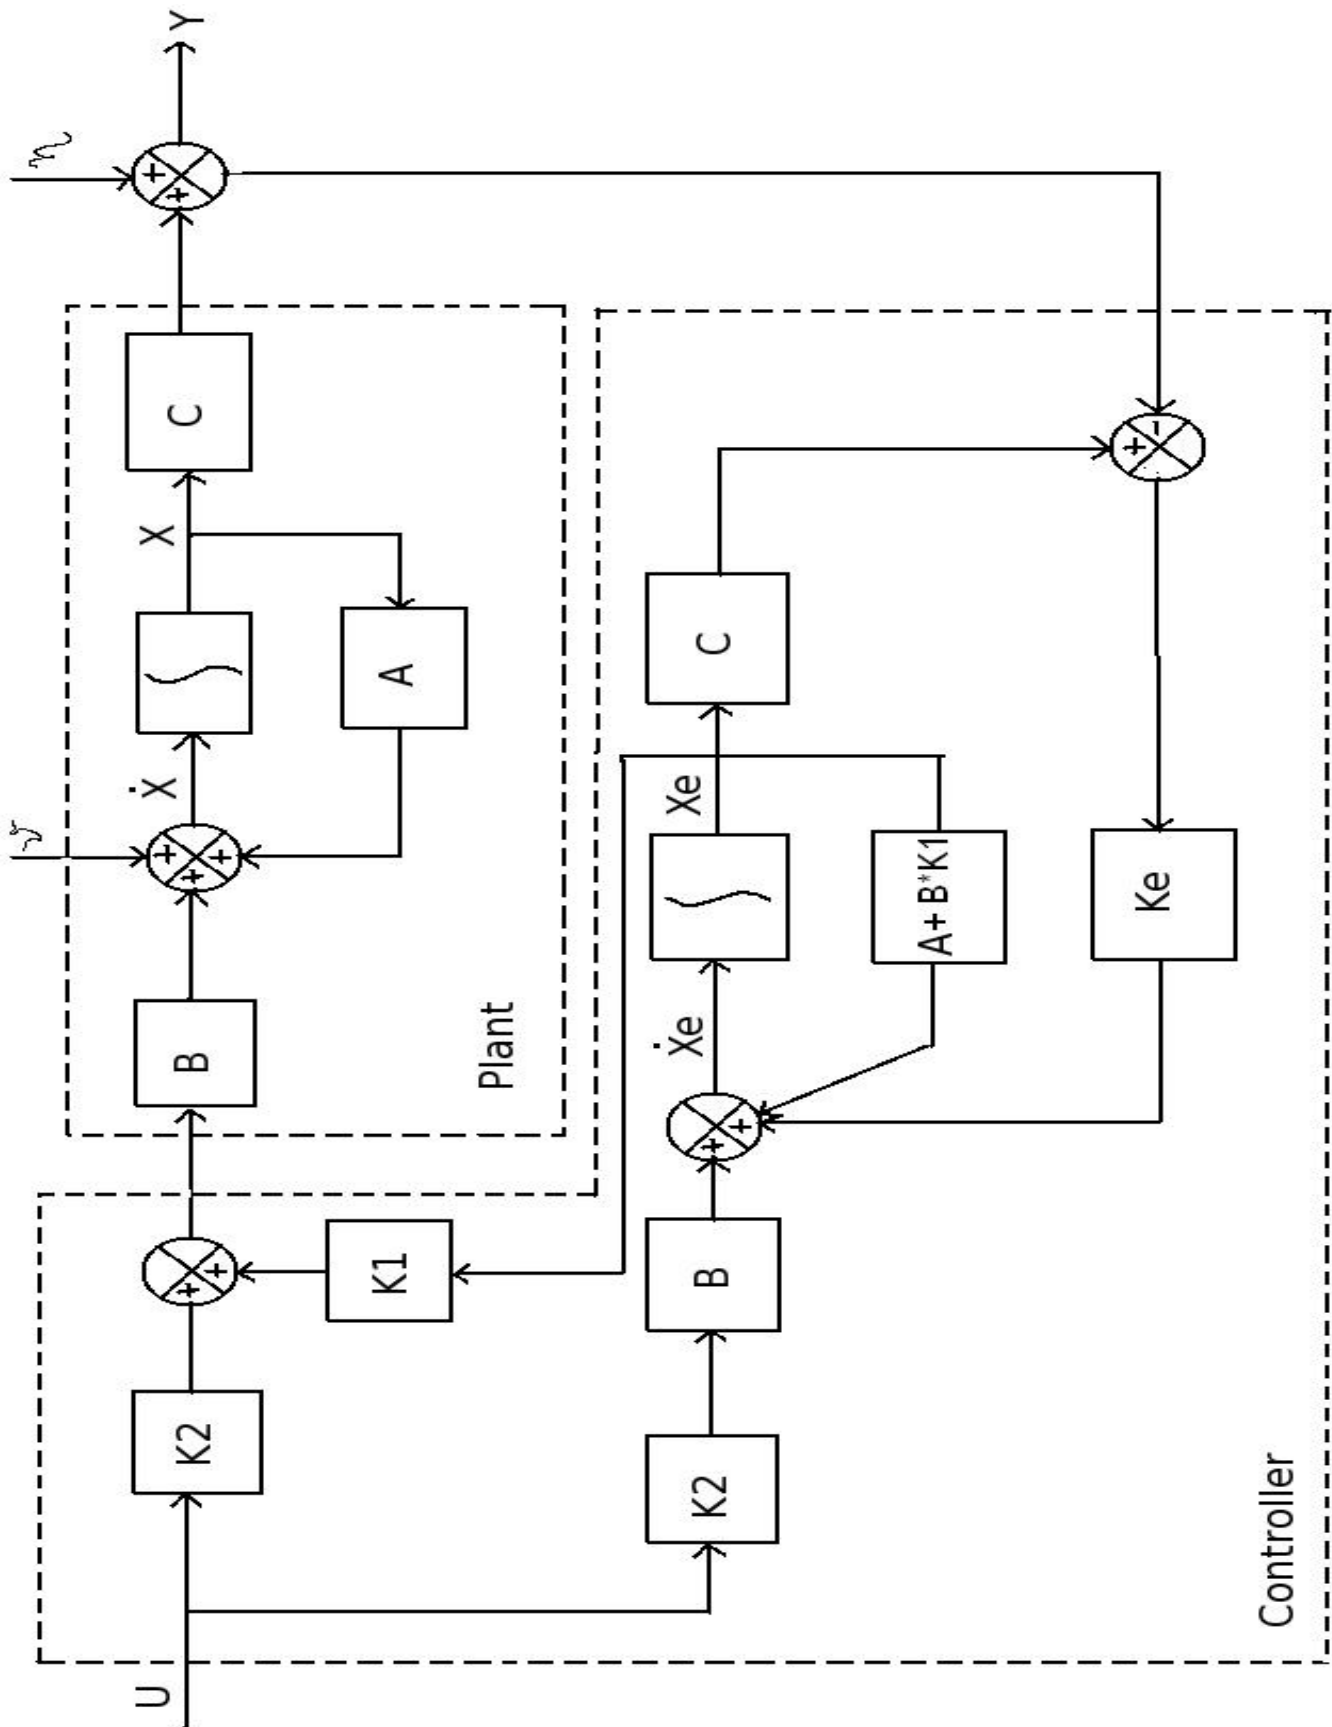 U
K2
+
+
B
+
+
+
Ẋ
∫
X
C
+
+
Y
K1
A
Plant
K2
B
+
+
Ẋe
∫
Xe
C
A+B*K1
Ke
+
-
Controller